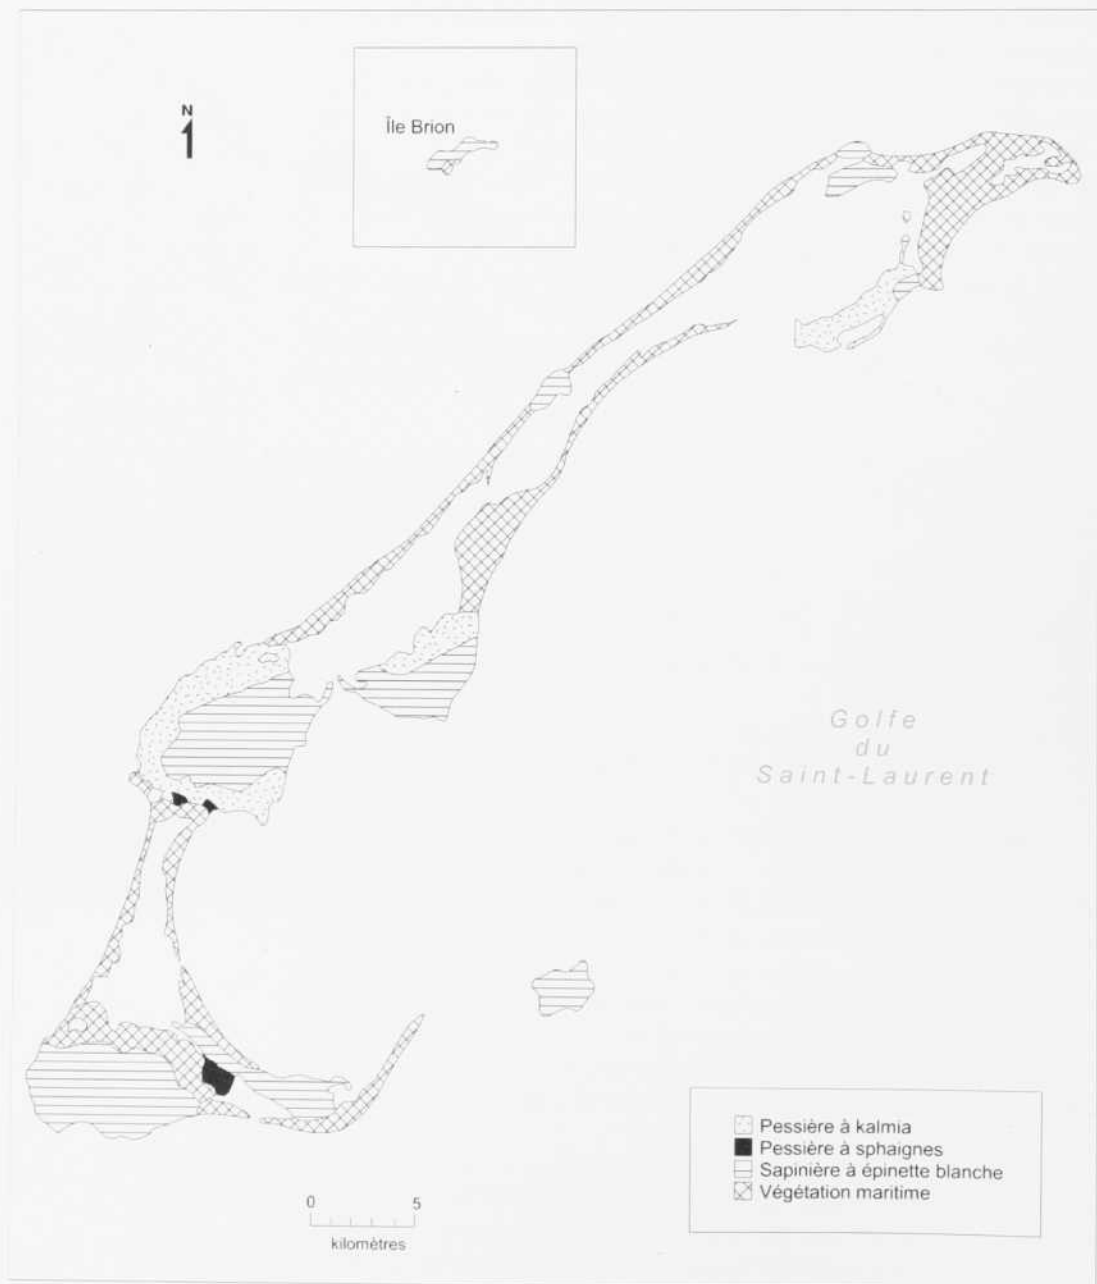 N
Île Brion
Golfe
du
Saint-Laurent
Pessière à kalmia
Pessière à sphaignes
Sapinière à épinette blanche
Végétation maritime
0 5
kilomètres